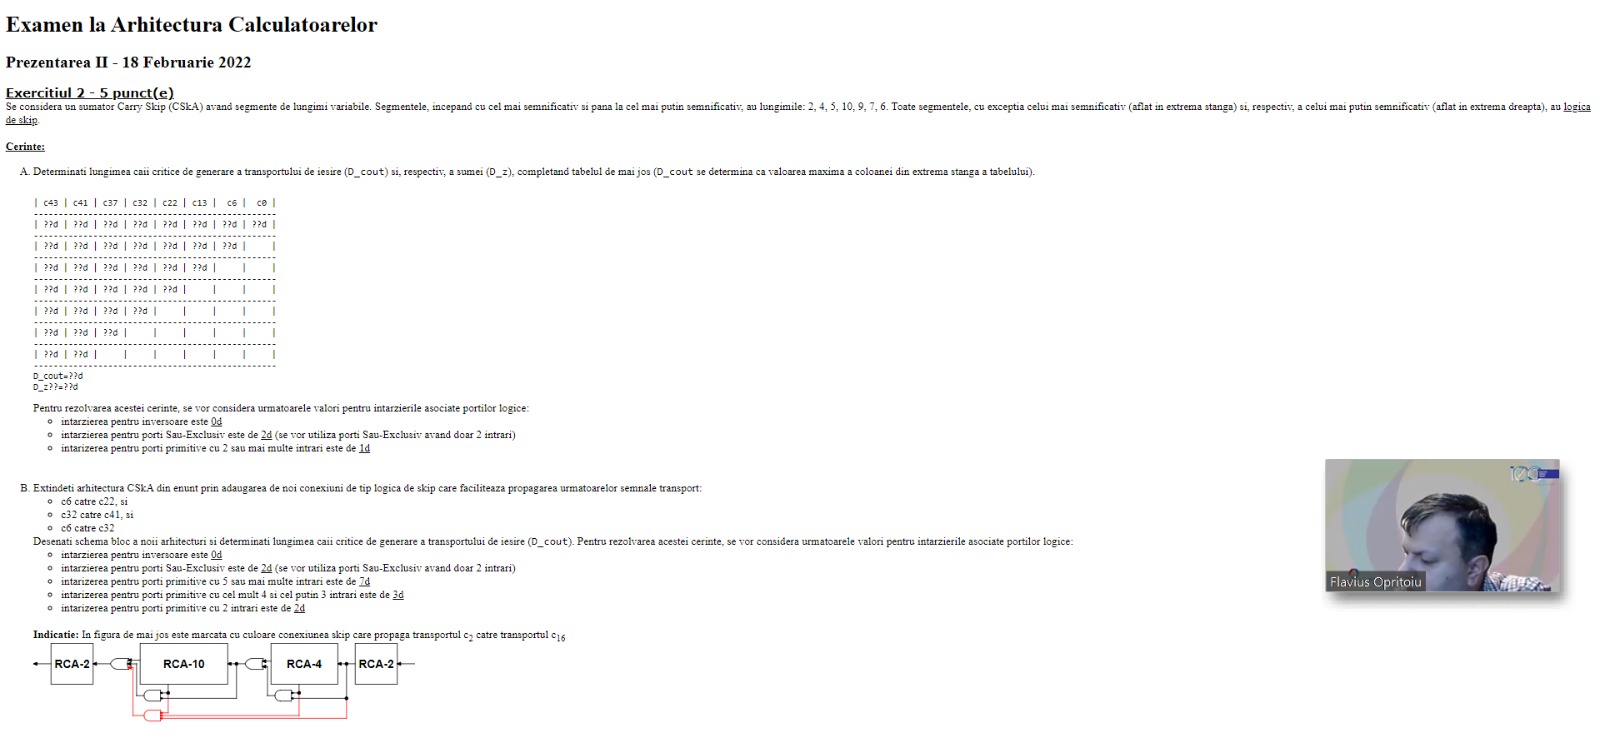 Examen la Arhitectura Calculatoarelor
Prezentarea II - 18 Februarie 2022
Exercitiul 2 - 5 punct(e)
Se considera un sumator Carry Skip (CSkA) avand segmente de lungimi variabile. Segmentele, incepand cu cel mai semnificativ si pana la cel mai putin semnificativ, au lungimile: 2, 4, 5, 10, 9, 7, 6. Toate segmentele, cu exceptia celui mai semnificativ (aflat in extrema stanga) si, respectiv, a celui mai putin semnificativ (aflat in extrema dreapta), au logica
de skip.
Cerinte:
A. Determinati lungimea caii critice de generare a transportului de iesire (D_cout) si, respectiv, a sumei (D_z), completand tabelul de mai jos (D_cout se determina ca valoarea maxima a coloanei din extrema stanga a tabelului).
| c43 | c41 | c37 | c32 | c22 | c13 | c6 | c0 |
-----------------------------------------
| ??d | ??d | ??d | ??d | ??d | ??d | ??d | ??d |
-----------------------------------------
| ??d | ??d | ??d | ??d | ??d | ??d | ??d | |
-----------------------------------------
| ??d | ??d | ??d | ??d | ??d | ??d | | |
-----------------------------------------
| ??d | ??d | ??d | ??d | ??d | | | |
-----------------------------------------
| ??d | ??d | ??d | ??d | | | | |
-----------------------------------------
| ??d | ??d | ??d | | | | | |
-----------------------------------------
| ??d | ??d | | | | | | |
-----------------------------------------
D_cout=??d
D_z??=??d
Pentru rezolvarea acestei cerinte, se vor considera urmatoarele valori pentru intarzierile asociate portilor logice:
o intarzierea pentru inversoare este 0d
o intarzierea pentru porti Sau-Exclusiv este de 2d (se vor utiliza porti Sau-Exclusiv avand doar 2 intrari)
o intarizerea pentru porti primitive cu 2 sau mai multe intrari este de 1d
B. Extindeti arhitectura CSkA din enunt prin adaugarea de noi conexiuni de tip logica de skip care faciliteaza propagarea urmatoarelor semnale transport:
o c6 catre c22, si
o c32 catre c41, si
o c6 catre c32
Desenati schema bloc a noii arhitecturi si determinati lungimea caii critice de generare a transportului de iesire (D_cout). Pentru rezolvarea acestei cerinte, se vor considera urmatoarele valori pentru intarzierile asociate portilor logice:
o intarzierea pentru inversoare este 0d
o intarzierea pentru porti Sau-Exclusiv este de 2d (se vor utiliza porti Sau-Exclusiv avand doar 2 intrari)
o intarizerea pentru porti primitive cu 5 sau mai multe intrari este de 7d
o intarizerea pentru porti primitive cu cel mult 4 si cel putin 3 intrari este de 3d
o intarizerea pentru porti primitive cu 2 intrari este de 2d
Indicatie: In figura de mai jos este marcata cu culoare conexiunea skip care propaga transportul c2 catre transportul c16
RCA-2 RCA-10 RCA-4 RCA-2
Flavius Opritoiu